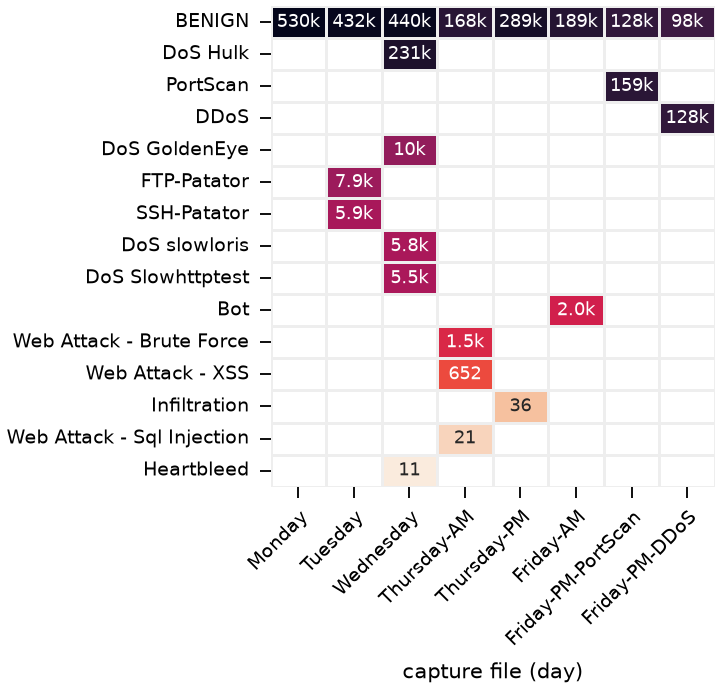 BENIGN 530k 432k 440k 168k 289k 189k 128k 98k
DoS Hulk 231k
PortScan 159k
DDoS 128k
DoS GoldenEye 10k
FTP-Patator 7.9k
SSH-Patator 5.9k
DoS slowloris 5.8k
DoS Slowhttptest 5.5k
Bot 2.0k
Web Attack - Brute Force 1.5k
Web Attack - XSS 652
Infiltration 36
Web Attack - Sql Injection 21
Heartbleed 11
Monday Tuesday Wednesday Thursday-AM Thursday-PM Friday-AM Friday-PM-PortScan Friday-PM-DDoS
capture file (day)